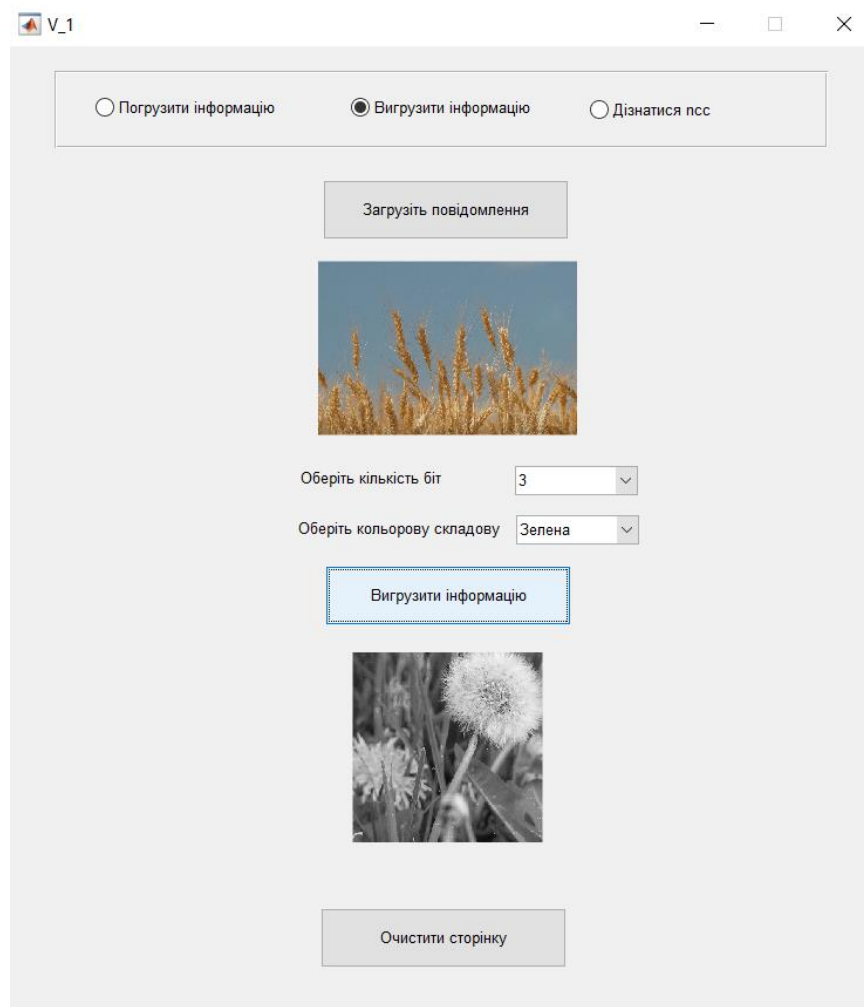 V_1
Погрузити інформацію
Вигрузити інформацію
Дізнатися ncc
Загрузіть повідомлення
Оберіть кількість біт
3
Оберіть кольорову складову
Зелена
Вигрузити інформацію
Очистити сторінку